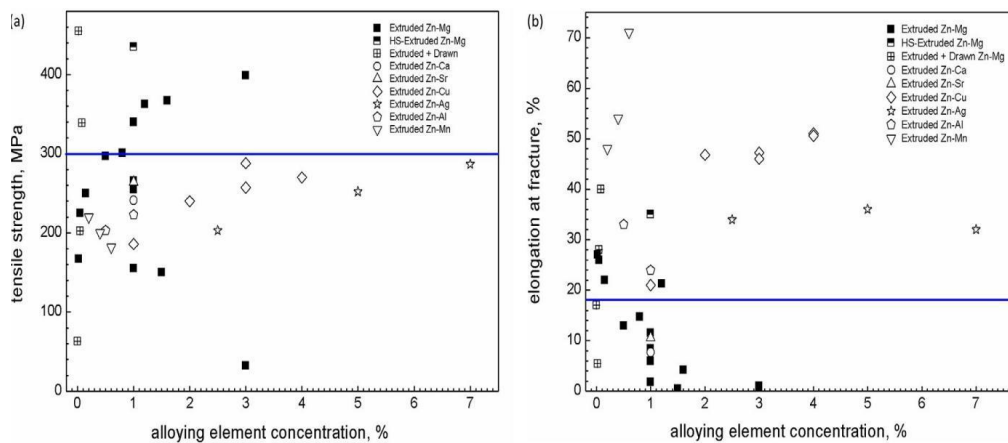 (a)
tensile strength, MPa
400
300
200
100
0
0 1 2 3 4 5 6 7
alloying element concentration, %
Extruded Zn-Mg
HS-Extruded Zn-Mg
Extruded + Drawn
Extruded Zn-Ca
Extruded Zn-Sr
Extruded Zn-Cu
Extruded Zn-Ag
Extruded Zn-Al
Extruded Zn-Mn
(b)
elongation at fracture, %
70
60
50
40
30
20
10
0
0 1 2 3 4 5 6 7
alloying element concentration, %
Extruded Zn-Mg
HS-Extruded Zn-Mg
Extruded + Drawn Zn-Mg
Extruded Zn-Ca
Extruded Zn-Sr
Extruded Zn-Cu
Extruded Zn-Ag
Extruded Zn-Al
Extruded Zn-Mn